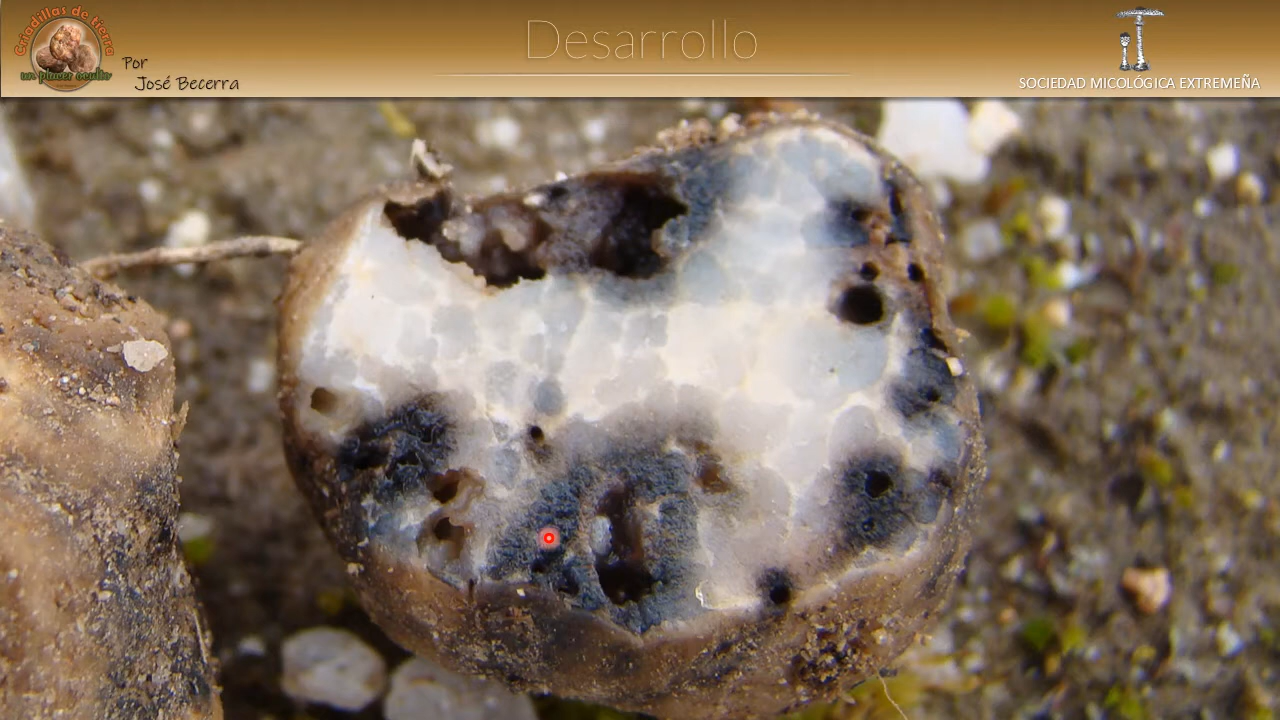 Criadillas de tierra
un placer oculto
Por
José Becerra
Desarrollo
SOCIEDAD MICOLÓGICA EXTREMEÑA